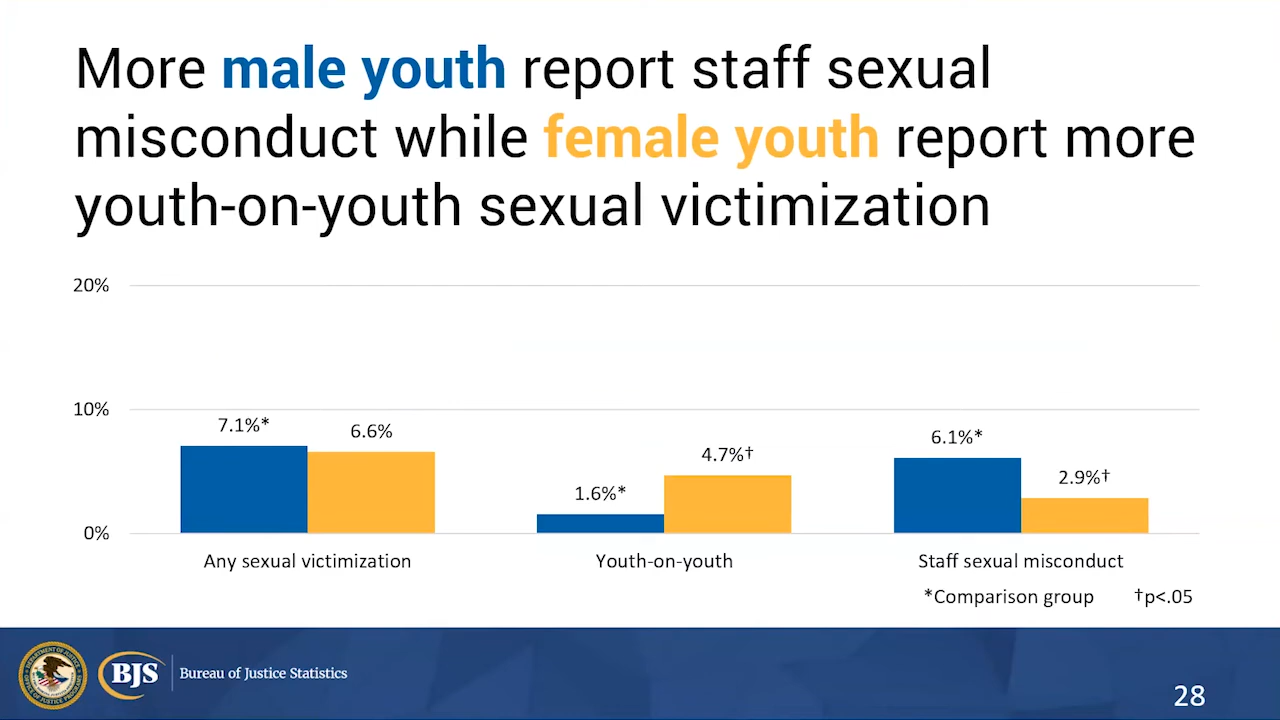 More male youth report staff sexual
misconduct while female youth report more
youth-on-youth sexual victimization
20%
10%
0%
7.1%*
6.6%
1.6%*
4.7%†
6.1%*
2.9%†
Any sexual victimization
Youth-on-youth
Staff sexual misconduct
*Comparison group †p<.05
BJS
Bureau of Justice Statistics
28